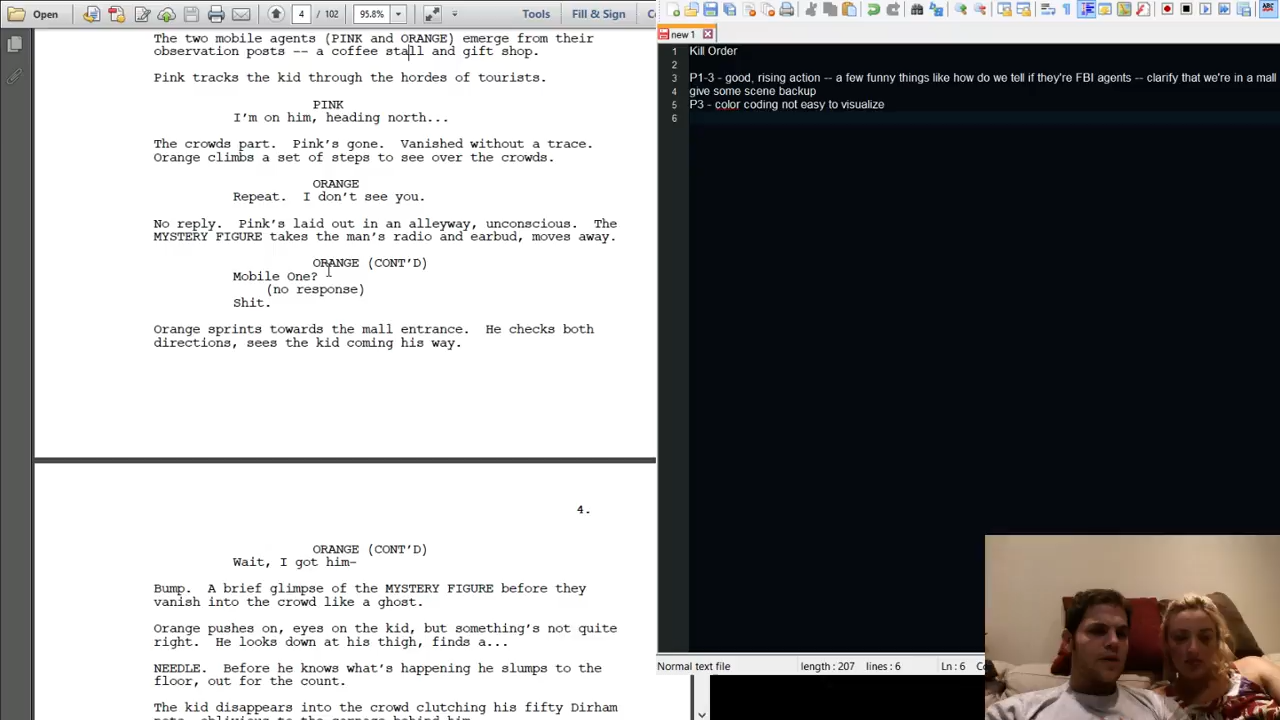 Open
4
/ 102
95.8%
Tools
Fill & Sign
The two mobile agents (PINK and ORANGE) emerge from their
observation posts -- a coffee stall and gift shop.
Pink tracks the kid through the hordes of tourists.
PINK
I'm on him, heading north...
The crowds part.  Pink's gone.  Vanished without a trace.
Orange climbs a set of steps to see over the crowds.
ORANGE
Repeat.  I don't see you.
No reply.  Pink's laid out in an alleyway, unconscious.  The
MYSTERY FIGURE takes the man's radio and earbud, moves away.
ORANGE (CONT'D)
Mobile One?
(no response)
Shit.
Orange sprints towards the mall entrance.  He checks both
directions, sees the kid coming his way.
4.
ORANGE (CONT'D)
Wait, I got him-
Bump.  A brief glimpse of the MYSTERY FIGURE before they
vanish into the crowd like a ghost.
Orange pushes on, eyes on the kid, but something's not quite
right.  He looks down at his thigh, finds a...
NEEDLE.  Before he knows what's happening he slumps to the
floor, out for the count.
The kid disappears into the crowd clutching his fifty Dirham
new 1
1 Kill Order
2
3 P1-3 - good, rising action -- a few funny things like how do we tell if they're FBI agents -- clarify that we're in a mall
4 give some scene backup
5 P3 - color coding not easy to visualize
6
Normal text file
length : 207
lines : 6
Ln : 6